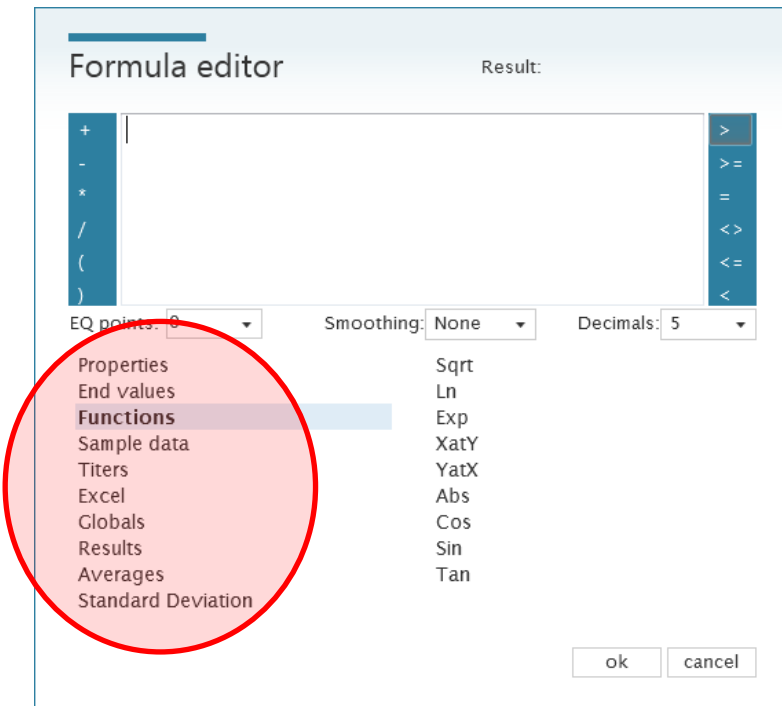 Formula editor
Result:
+
-
*
/
(
)
>
>=
=
<>
<=
<
EQ points: 0
Smoothing: None
Decimals: 5
Properties
End values
Functions
Sample data
Titers
Excel
Globals
Results
Averages
Standard Deviation
Sqrt
Ln
Exp
XatY
YatX
Abs
Cos
Sin
Tan
ok
cancel